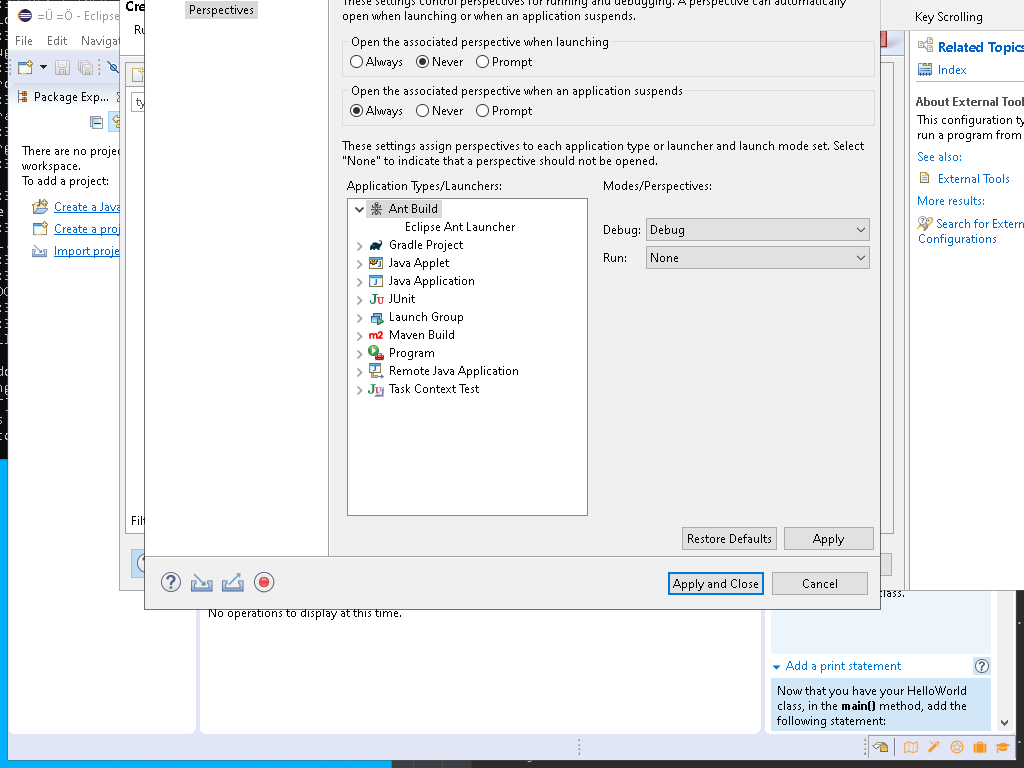 =Ü =Ö - Eclipse
File
Edit
Navigat
Package Exp...
There are no projec
workspace.
To add a project:
Create a Java
Create a proj
Import proje
Cre
Ru
ty
Filt
Perspectives
These settings control perspectives for running and debugging. A perspective can automatically
open when launching or when an application suspends.
Open the associated perspective when launching
Always
Never
Prompt
Open the associated perspective when an application suspends
Always
Never
Prompt
These settings assign perspectives to each application type or launcher and launch mode set. Select
"None" to indicate that a perspective should not be opened.
Application Types/Launchers:
Modes/Perspectives:
Ant Build
Eclipse Ant Launcher
Gradle Project
Java Applet
Java Application
JUnit
Launch Group
Maven Build
Program
Remote Java Application
Task Context Test
Debug:
Debug
Run:
None
Restore Defaults
Apply
Apply and Close
Cancel
Key Scrolling
Related Topics
Index
About External Tool
This configuration ty
run a program from
See also:
External Tools
More results:
Search for Extern
Configurations
No operations to display at this time.
class.
Add a print statement
Now that you have your HelloWorld
class, in the main() method, add the
following statement: